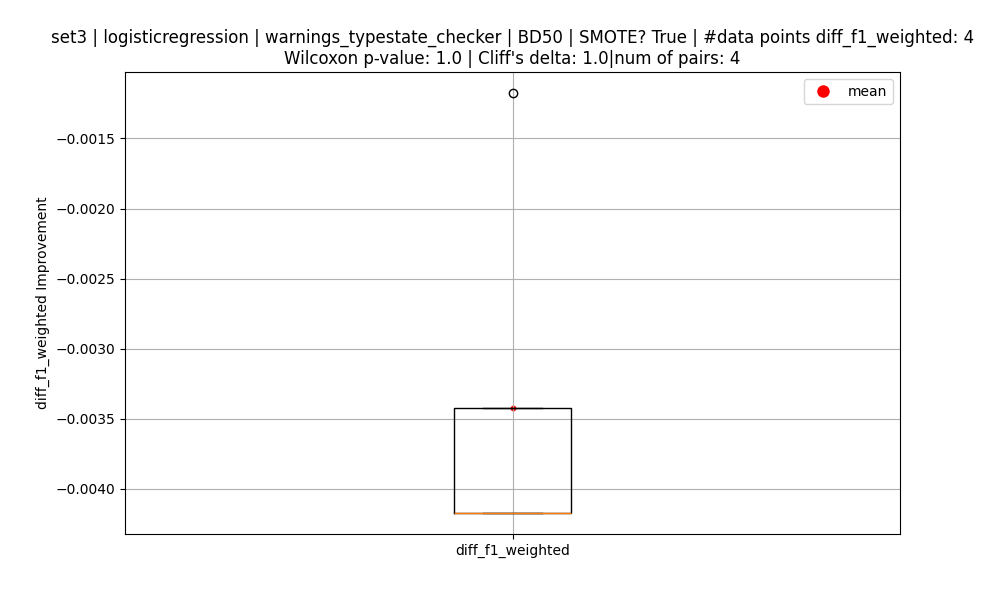 set3 | logisticregression | warnings_typestate_checker | BD50 | SMOTE? True | #data points diff_f1_weighted: 4
Wilcoxon p-value: 1.0 | Cliff's delta: 1.0|num of pairs: 4
mean
−0.0015
−0.0020
−0.0025
−0.0030
−0.0035
−0.0040
diff_f1_weighted Improvement
diff_f1_weighted